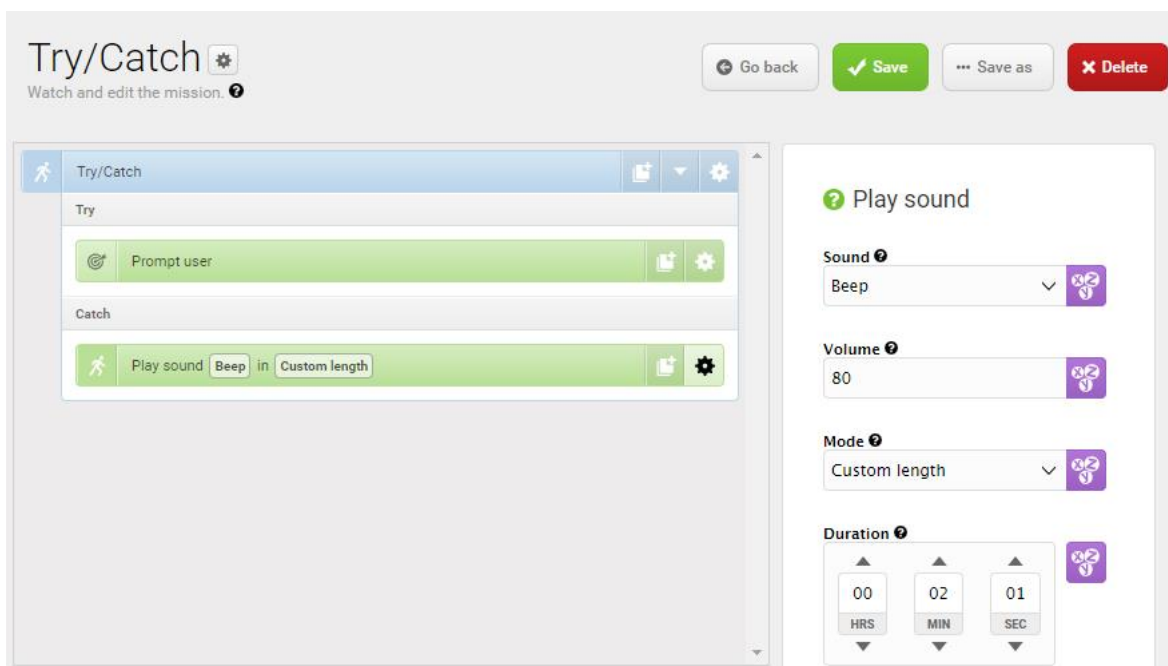 Try/Catch
Watch and edit the mission. ?
Go back
Save
Save as
Delete
Try/Catch
Try
Prompt user
Catch
Play sound Beep in Custom length
? Play sound
Sound ?
Beep
Volume ?
80
Mode ?
Custom length
Duration ?
00 02 01
HRS MIN SEC